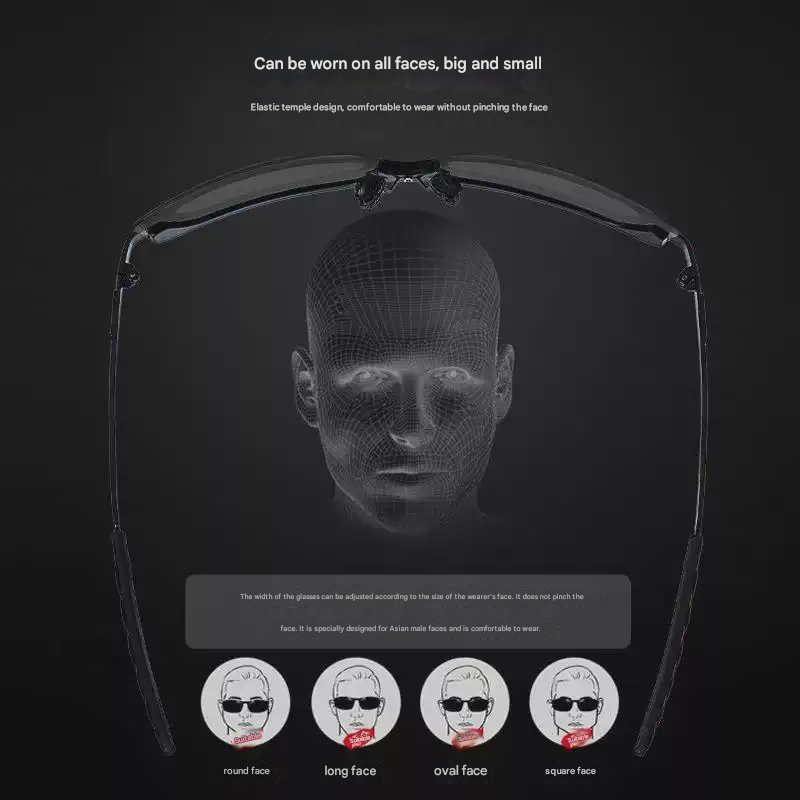 Can be worn on all faces, big and small
Elastic temple design, comfortable to wear without pinching the face
The width of the glasses can be adjusted according to the size of the wearer's face. It does not pinch the
face. It is specially designed for Asian male faces and is comfortable to wear.
Suitable
round face
long face
oval face
square face